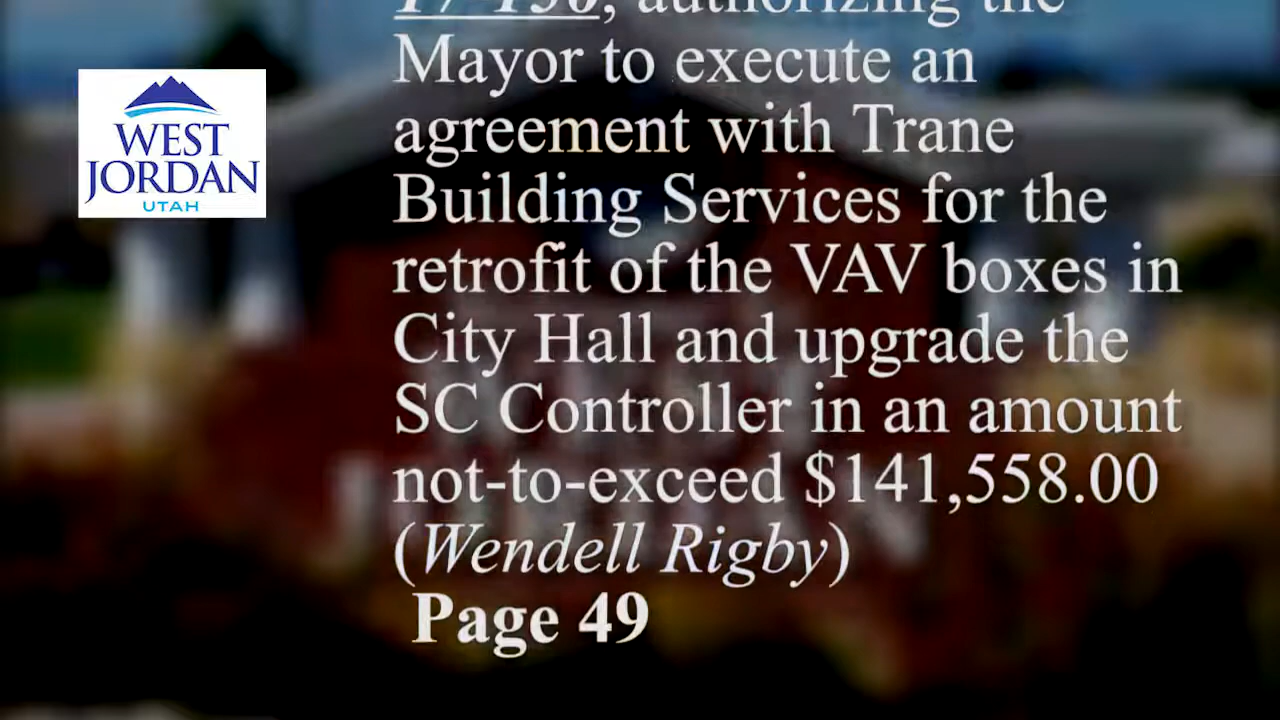 WEST
JORDAN
UTAH
authorizing the
Mayor to execute an
agreement with Trane
Building Services for the
retrofit of the VAV boxes in
City Hall and upgrade the
SC Controller in an amount
not-to-exceed $141,558.00
(Wendell Rigby)
Page 49